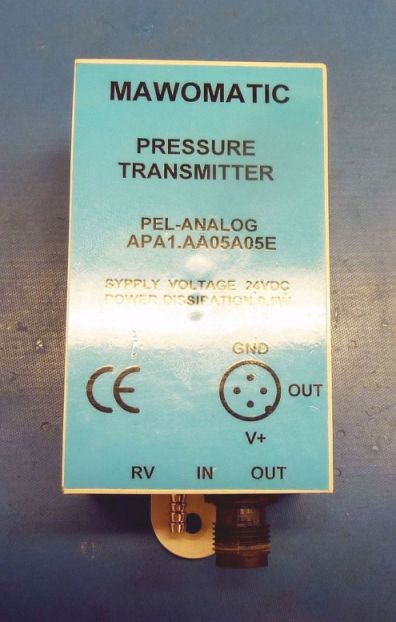 MAWOMATIC
PRESSURE
TRANSMITTER
PEL-ANALOG
APA1.AA05A05E
SYPPLY VOLTAGE 24VDC
POWER DISSIPATION 0,5W
GND
CE
OUT
V+
RV IN OUT